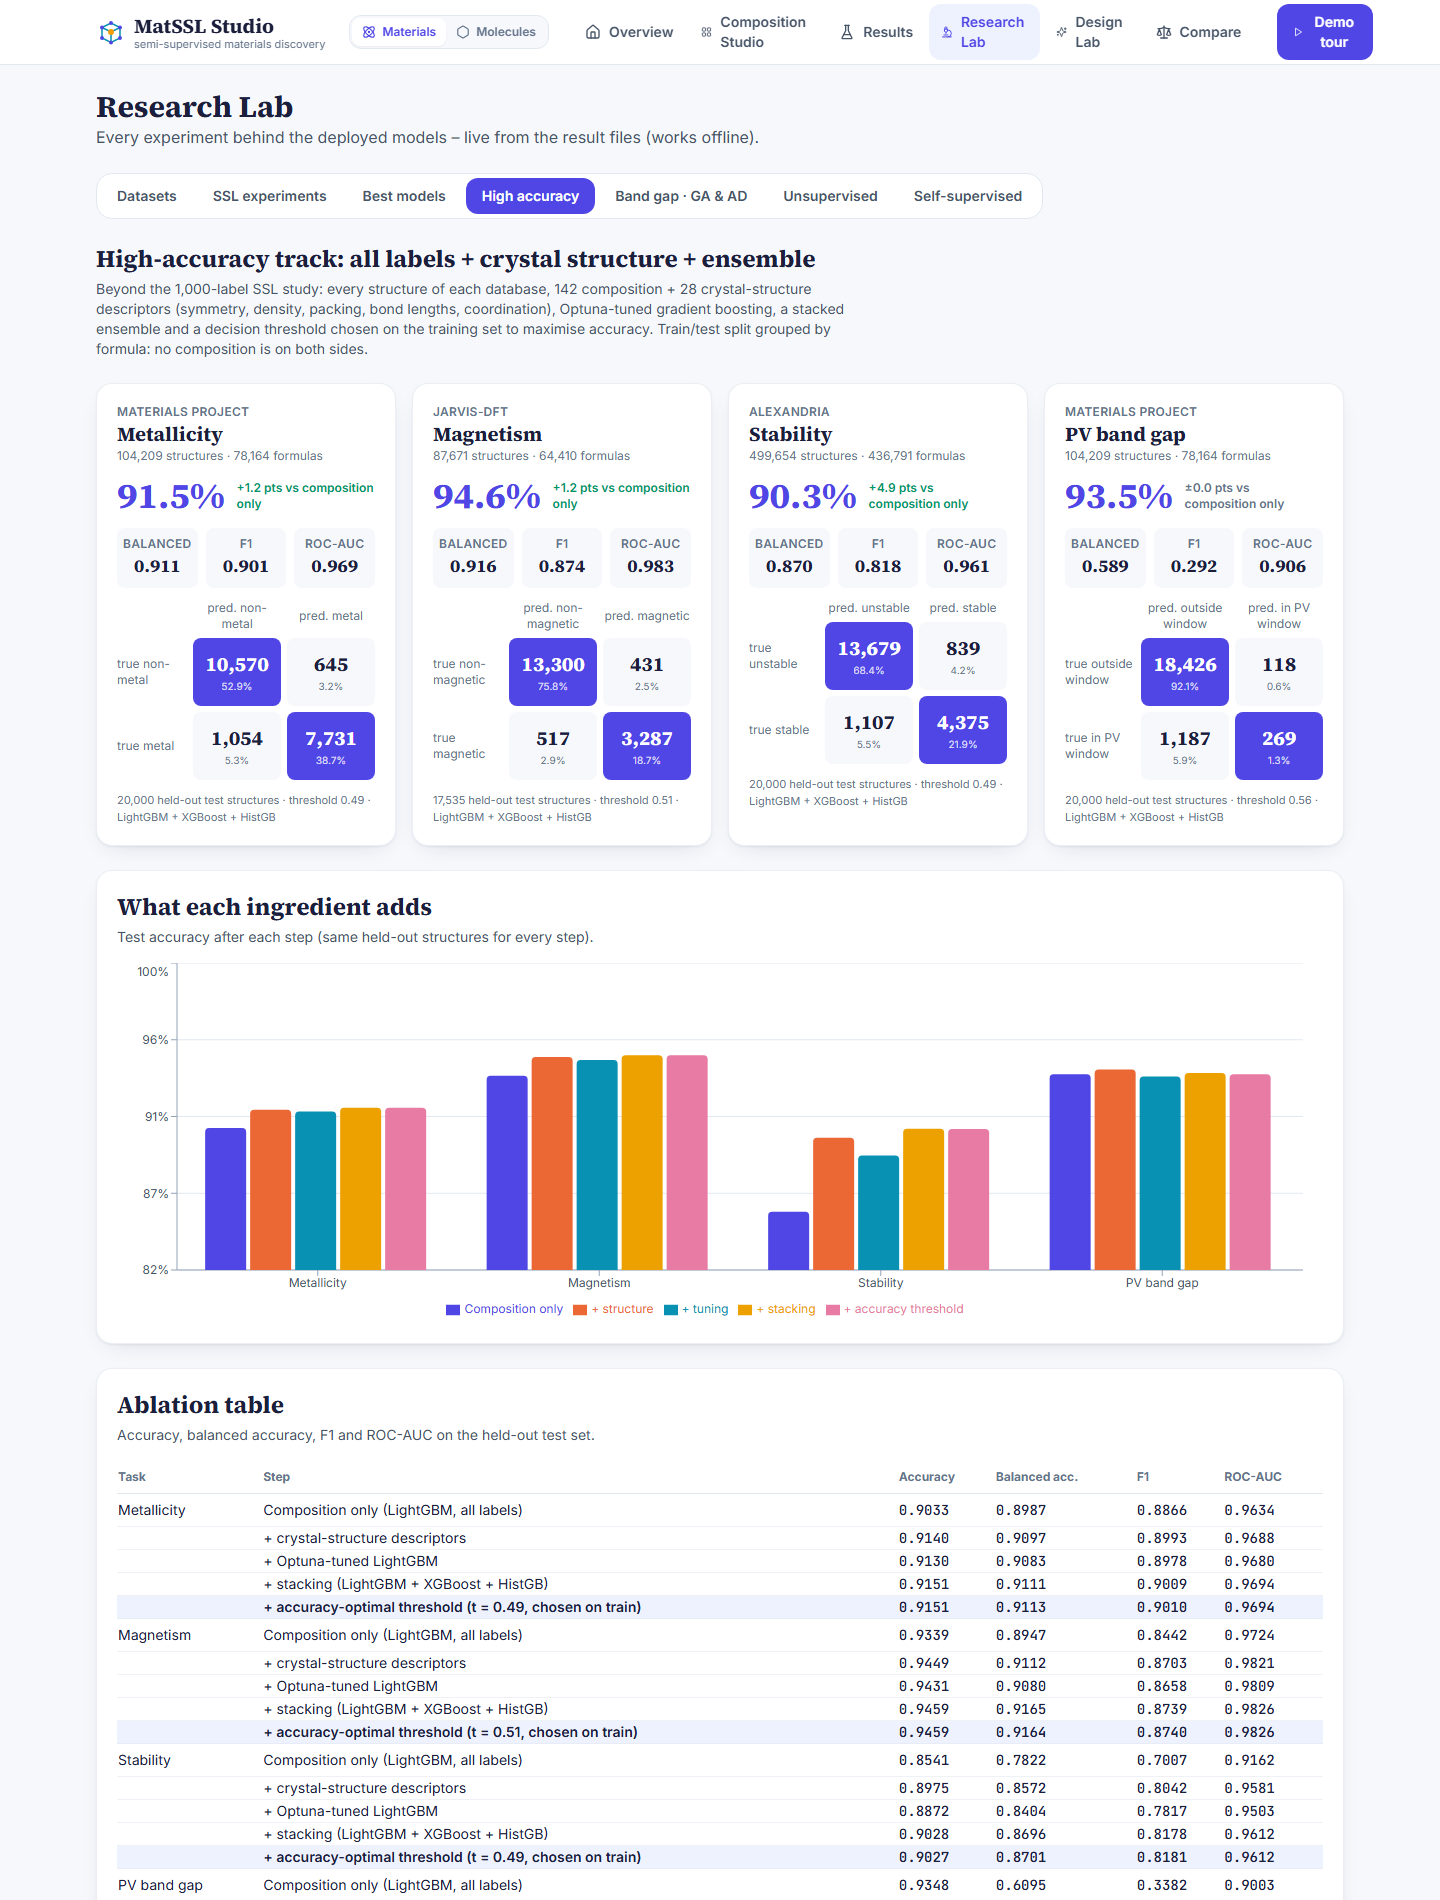 MatSSL Studio
semi-supervised materials discovery
Materials
Molecules
Overview
Composition
Studio
Results
Research
Lab
Design
Lab
Compare
Demo
tour
Research Lab
Every experiment behind the deployed models – live from the result files (works offline).
Datasets
SSL experiments
Best models
High accuracy
Band gap · GA & AD
Unsupervised
Self-supervised
High-accuracy track: all labels + crystal structure + ensemble
Beyond the 1,000-label SSL study: every structure of each database, 142 composition + 28 crystal-structure
descriptors (symmetry, density, packing, bond lengths, coordination), Optuna-tuned gradient boosting, a stacked
ensemble and a decision threshold chosen on the training set to maximise accuracy. Train/test split grouped by
formula: no composition is on both sides.
MATERIALS PROJECT
Metallicity
104,209 structures · 78,164 formulas
91.5%
+1.2 pts vs composition
only
BALANCED
0.911
F1
0.901
ROC-AUC
0.969
pred. non-
metal
pred. metal
true non-
metal
10,570
52.9%
645
3.2%
true metal
1,054
5.3%
7,731
38.7%
20,000 held-out test structures · threshold 0.49 ·
LightGBM + XGBoost + HistGB
JARVIS-DFT
Magnetism
87,671 structures · 64,410 formulas
94.6%
+1.2 pts vs composition
only
BALANCED
0.916
F1
0.874
ROC-AUC
0.983
pred. non-
magnetic
pred. magnetic
true non-
magnetic
13,300
75.8%
431
2.5%
true
magnetic
517
2.9%
3,287
18.7%
17,535 held-out test structures · threshold 0.51 ·
LightGBM + XGBoost + HistGB
ALEXANDRIA
Stability
499,654 structures · 436,791 formulas
90.3%
+4.9 pts vs
composition only
BALANCED
0.870
F1
0.818
ROC-AUC
0.961
pred. unstable
pred. stable
true
unstable
13,679
68.4%
839
4.2%
true stable
1,107
5.5%
4,375
21.9%
20,000 held-out test structures · threshold 0.49 ·
LightGBM + XGBoost + HistGB
MATERIALS PROJECT
PV band gap
104,209 structures · 78,164 formulas
93.5%
±0.0 pts vs
composition only
BALANCED
0.589
F1
0.292
ROC-AUC
0.906
pred. outside
window
pred. in PV
window
true outside
window
18,426
92.1%
118
0.6%
true in PV
window
1,187
5.9%
269
1.3%
20,000 held-out test structures · threshold 0.56 ·
LightGBM + XGBoost + HistGB
What each ingredient adds
Test accuracy after each step (same held-out structures for every step).
100%
96%
91%
87%
82%
Metallicity
Magnetism
Stability
PV band gap
Composition only
+ structure
+ tuning
+ stacking
+ accuracy threshold
Ablation table
Accuracy, balanced accuracy, F1 and ROC-AUC on the held-out test set.
Task Step Accuracy Balanced acc. F1 ROC-AUC
Metallicity Composition only (LightGBM, all labels) 0.9033 0.8987 0.8866 0.9634
+ crystal-structure descriptors 0.9140 0.9097 0.8993 0.9688
+ Optuna-tuned LightGBM 0.9130 0.9083 0.8978 0.9680
+ stacking (LightGBM + XGBoost + HistGB) 0.9151 0.9111 0.9009 0.9694
+ accuracy-optimal threshold (t = 0.49, chosen on train) 0.9151 0.9113 0.9010 0.9694
Magnetism Composition only (LightGBM, all labels) 0.9339 0.8947 0.8442 0.9724
+ crystal-structure descriptors 0.9449 0.9112 0.8703 0.9821
+ Optuna-tuned LightGBM 0.9431 0.9080 0.8658 0.9809
+ stacking (LightGBM + XGBoost + HistGB) 0.9459 0.9165 0.8739 0.9826
+ accuracy-optimal threshold (t = 0.51, chosen on train) 0.9459 0.9164 0.8740 0.9826
Stability Composition only (LightGBM, all labels) 0.8541 0.7822 0.7007 0.9162
+ crystal-structure descriptors 0.8975 0.8572 0.8042 0.9581
+ Optuna-tuned LightGBM 0.8872 0.8404 0.7817 0.9503
+ stacking (LightGBM + XGBoost + HistGB) 0.9028 0.8696 0.8178 0.9612
+ accuracy-optimal threshold (t = 0.49, chosen on train) 0.9027 0.8701 0.8181 0.9612
PV band gap Composition only (LightGBM, all labels) 0.9348 0.6095 0.3382 0.9003